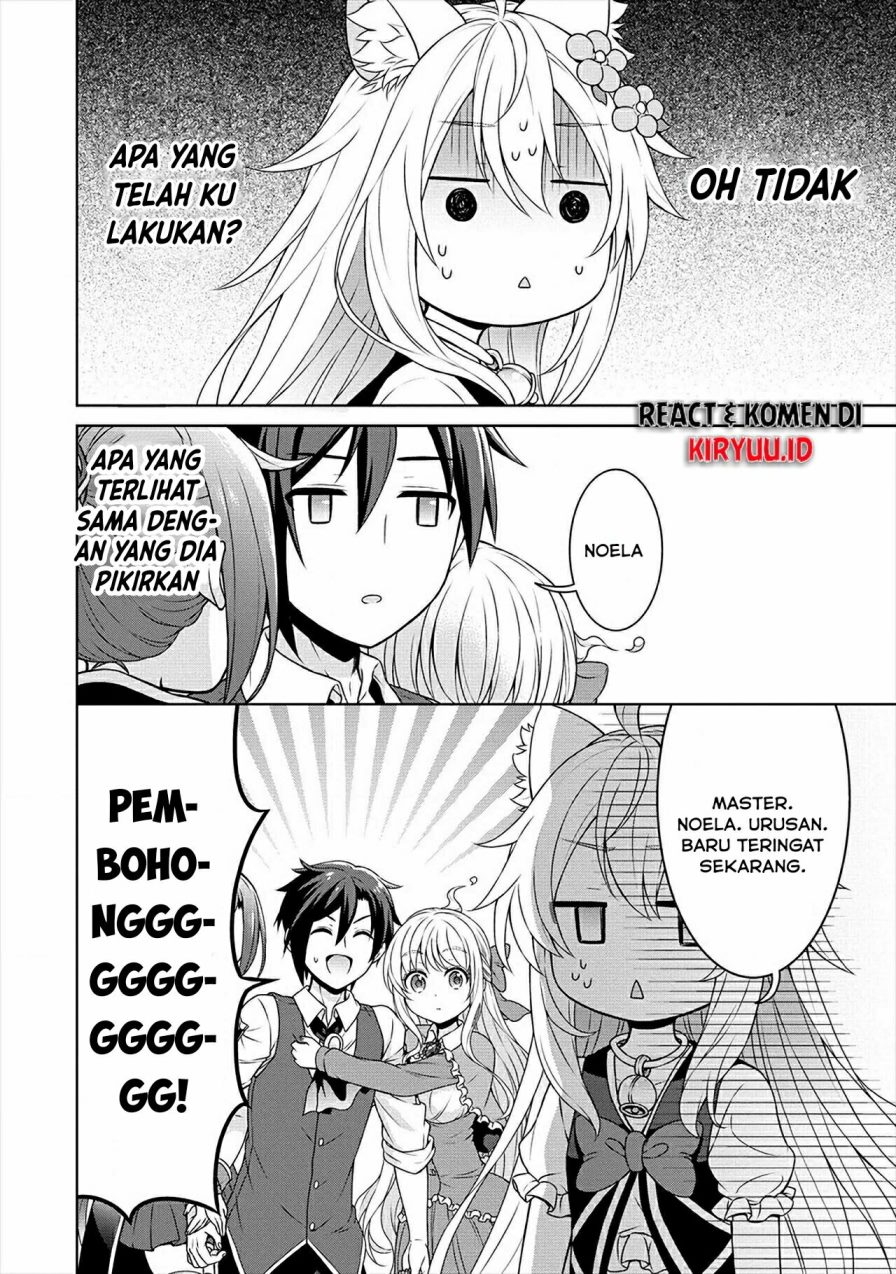 OH TIDAK
APA YANG
TELAH KU
LAKUKAN?
REACT & KOMEN DI
KIRYUU.ID
NOELA
APA YANG
TERLIHAT
SAMA DENG-
AN YANG DIA
PIKIRKAN
MASTER.
NOELA. URUSAN.
BARU TERINGAT
SEKARANG.
PEM-
BOHO-
NGGG-
GGGG-
GGGG-
GG!